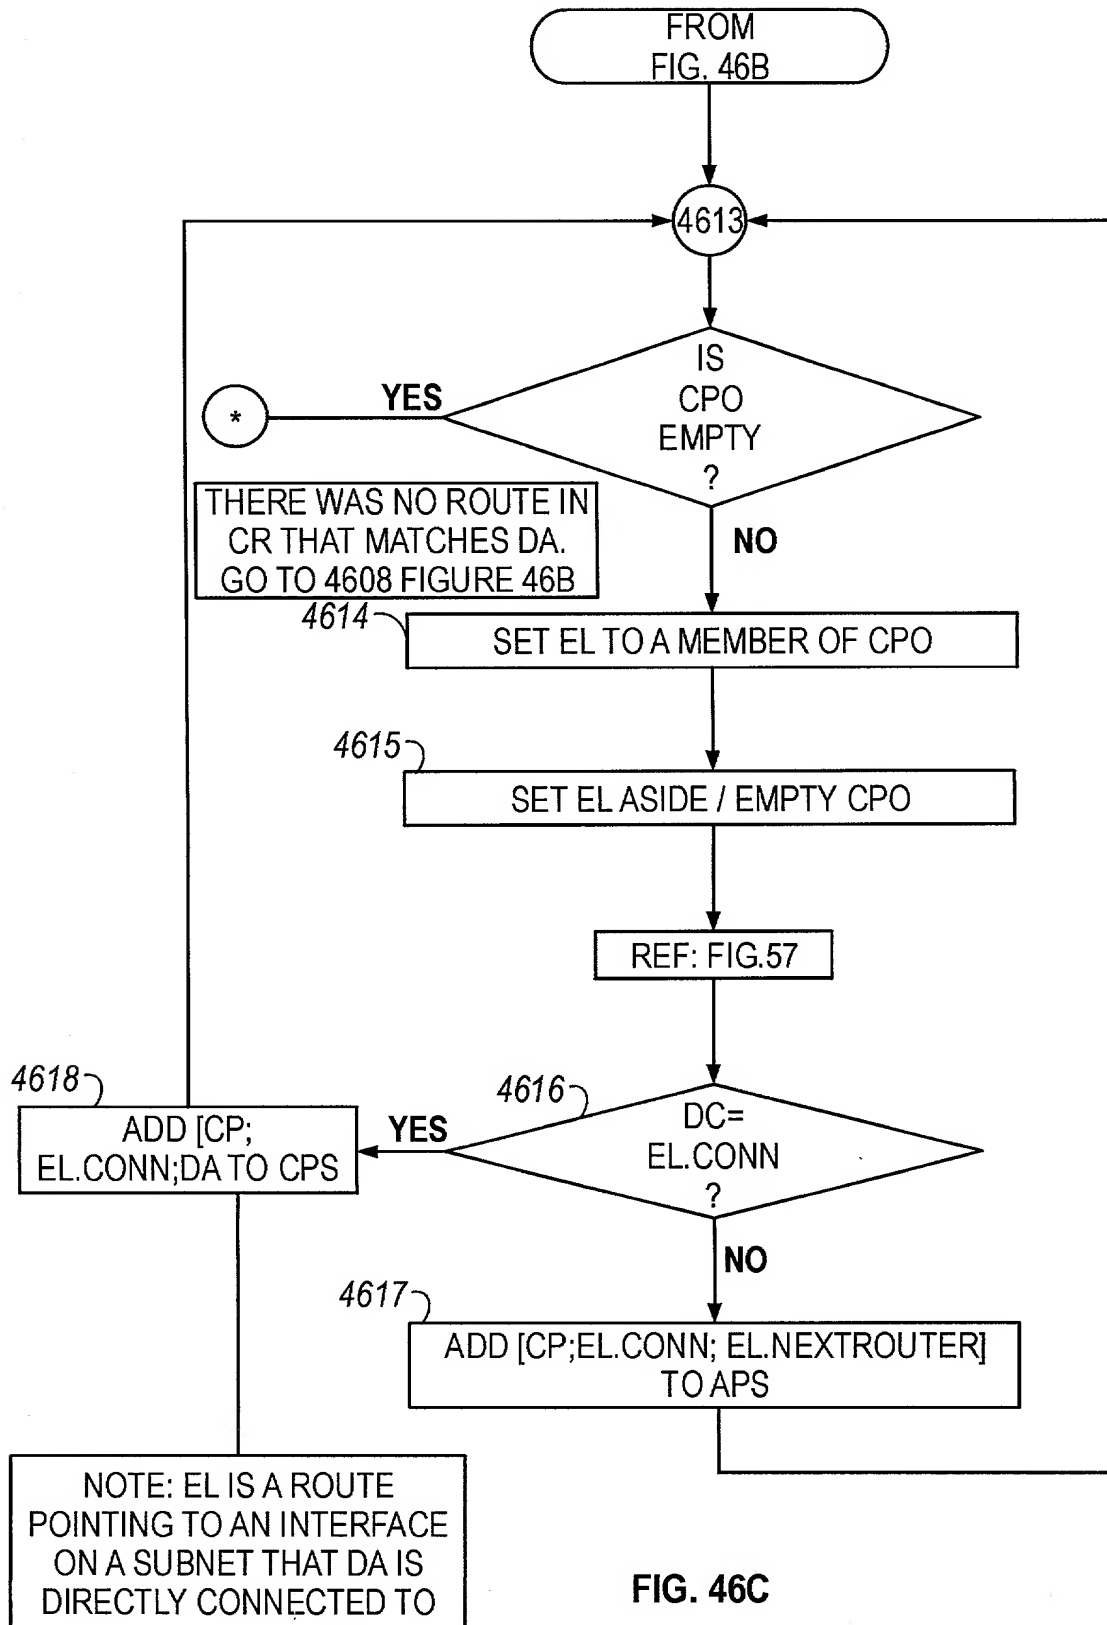 FROM
FIG. 46B
4613
IS
CPO
EMPTY
?
YES
*
THERE WAS NO ROUTE IN
CR THAT MATCHES DA.
GO TO 4608 FIGURE 46B
NO
4614
SET EL TO A MEMBER OF CPO
4615
SET EL ASIDE / EMPTY CPO
REF: FIG.57
4616
DC=
EL.CONN
?
YES
4618
ADD [CP;
EL.CONN;DA TO CPS
NO
4617
ADD [CP;EL.CONN; EL.NEXTROUTER]
TO APS
NOTE: EL IS A ROUTE
POINTING TO AN INTERFACE
ON A SUBNET THAT DA IS
DIRECTLY CONNECTED TO
FIG. 46C